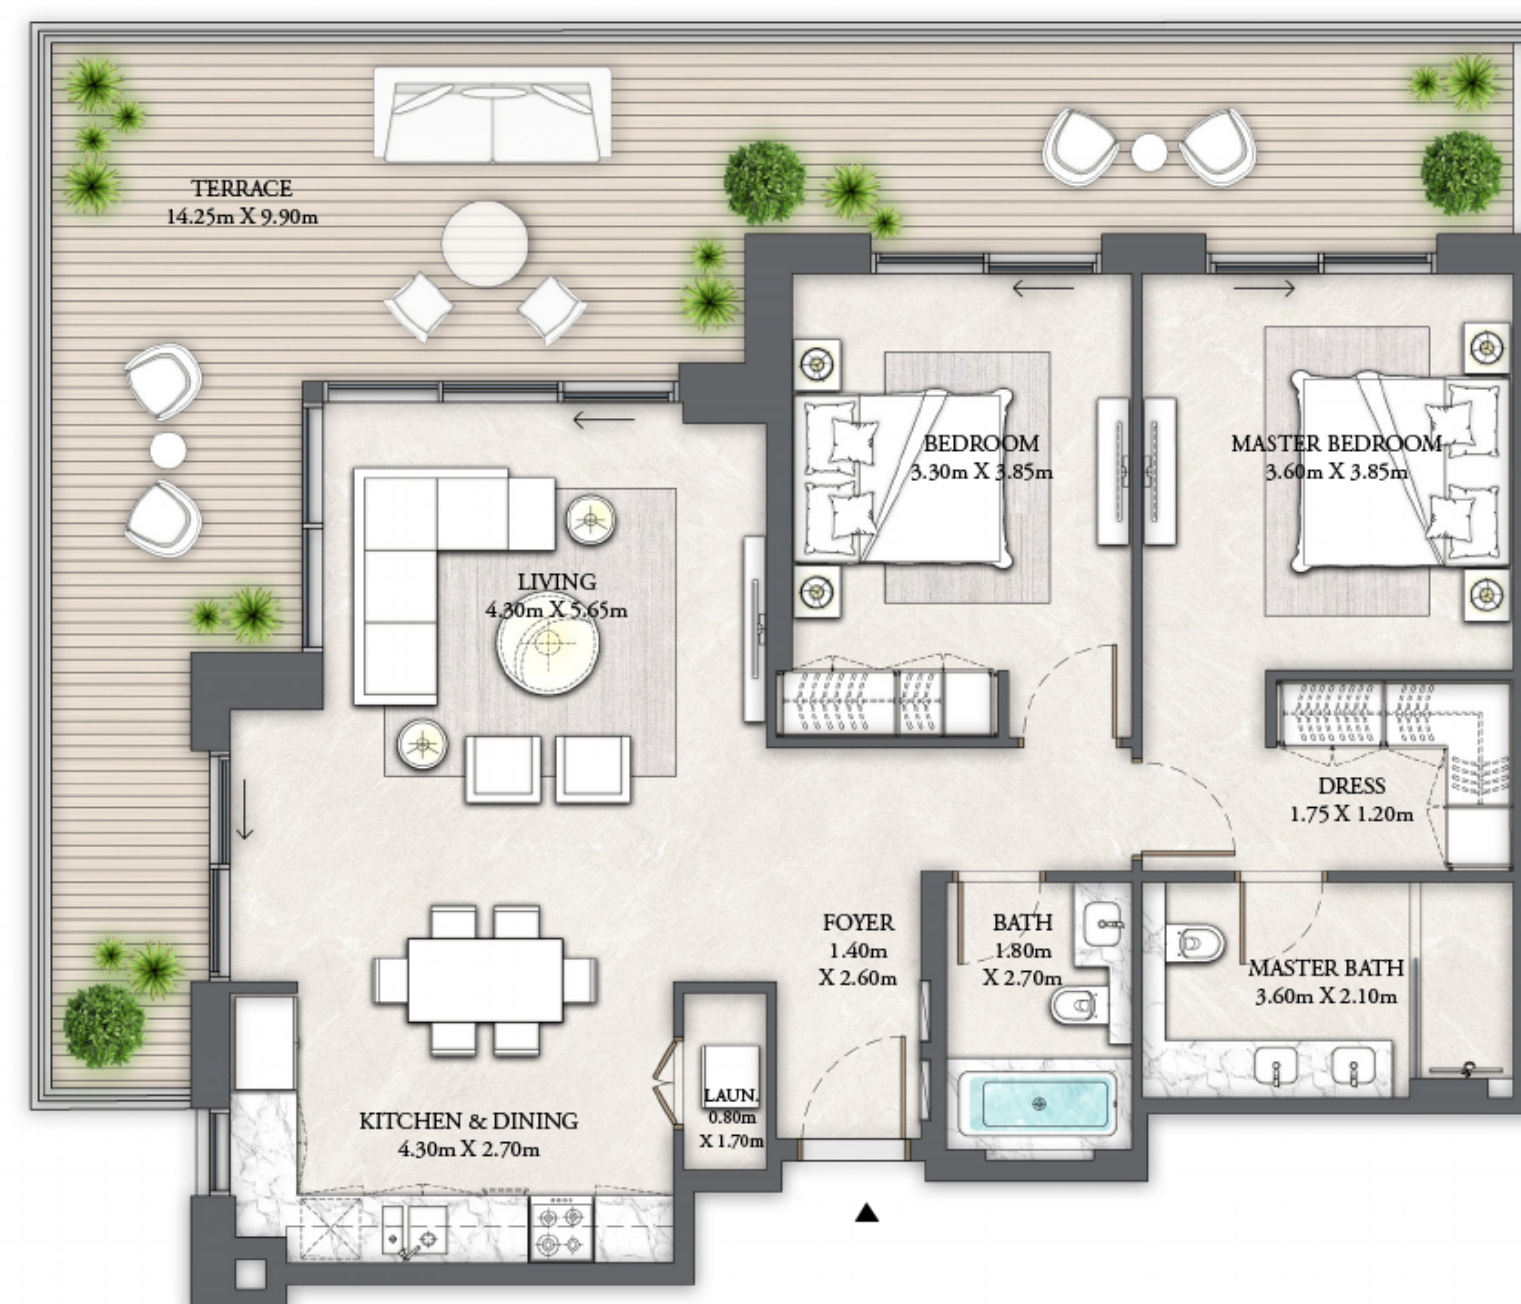 TERRACE
14.25m X 9.90m
BEDROOM
3.30m X 3.85m
MASTER BEDROOM
3.60m X 3.85m
LIVING
4.30m X 5.65m
DRESS
1.75 X 1.20m
FOYER
1.40m
X 2.60m
BATH
1.80m
X 2.70m
MASTER BATH
3.60m X 2.10m
KITCHEN & DINING
4.30m X 2.70m
LAUN.
0.80m
X 1.70m